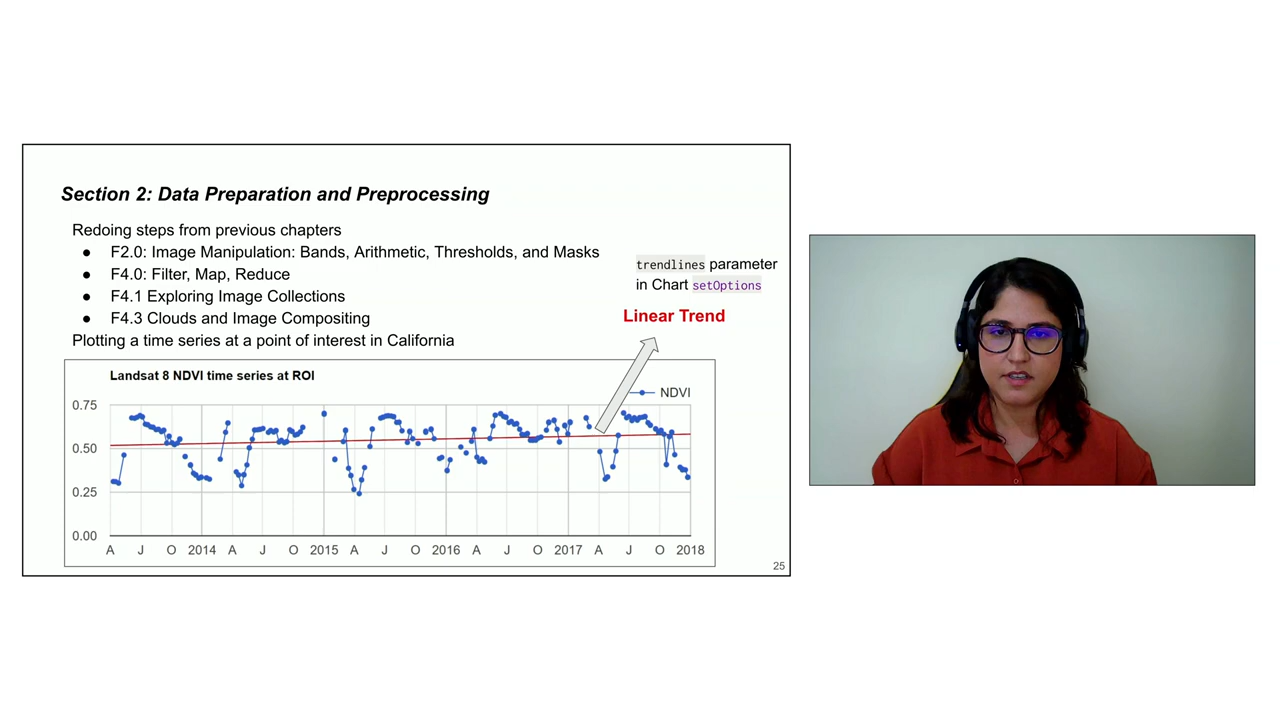 Section 2: Data Preparation and Preprocessing
Redoing steps from previous chapters
● F2.0: Image Manipulation: Bands, Arithmetic, Thresholds, and Masks
● F4.0: Filter, Map, Reduce
● F4.1 Exploring Image Collections
● F4.3 Clouds and Image Compositing
Plotting a time series at a point of interest in California
trendlines parameter
in Chart setOptions
Linear Trend
Landsat 8 NDVI time series at ROI
NDVI
0.75
0.50
0.25
0.00
A J O 2014 A J O 2015 A J O 2016 A J O 2017 A J O 2018
25